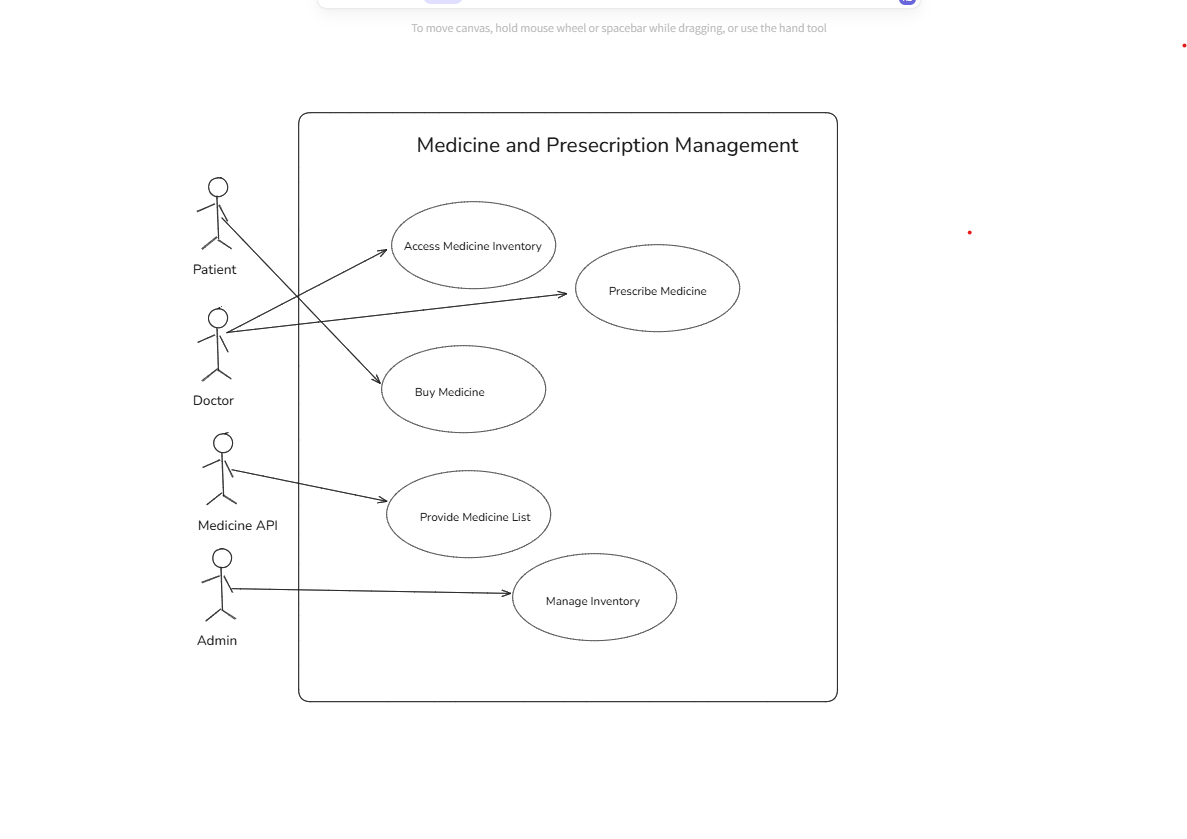 To move canvas, hold mouse wheel or spacebar while dragging, or use the hand tool
Medicine and Presecription Management
Patient
Access Medicine Inventory
Prescribe Medicine
Doctor
Buy Medicine
Medicine API
Provide Medicine List
Admin
Manage Inventory